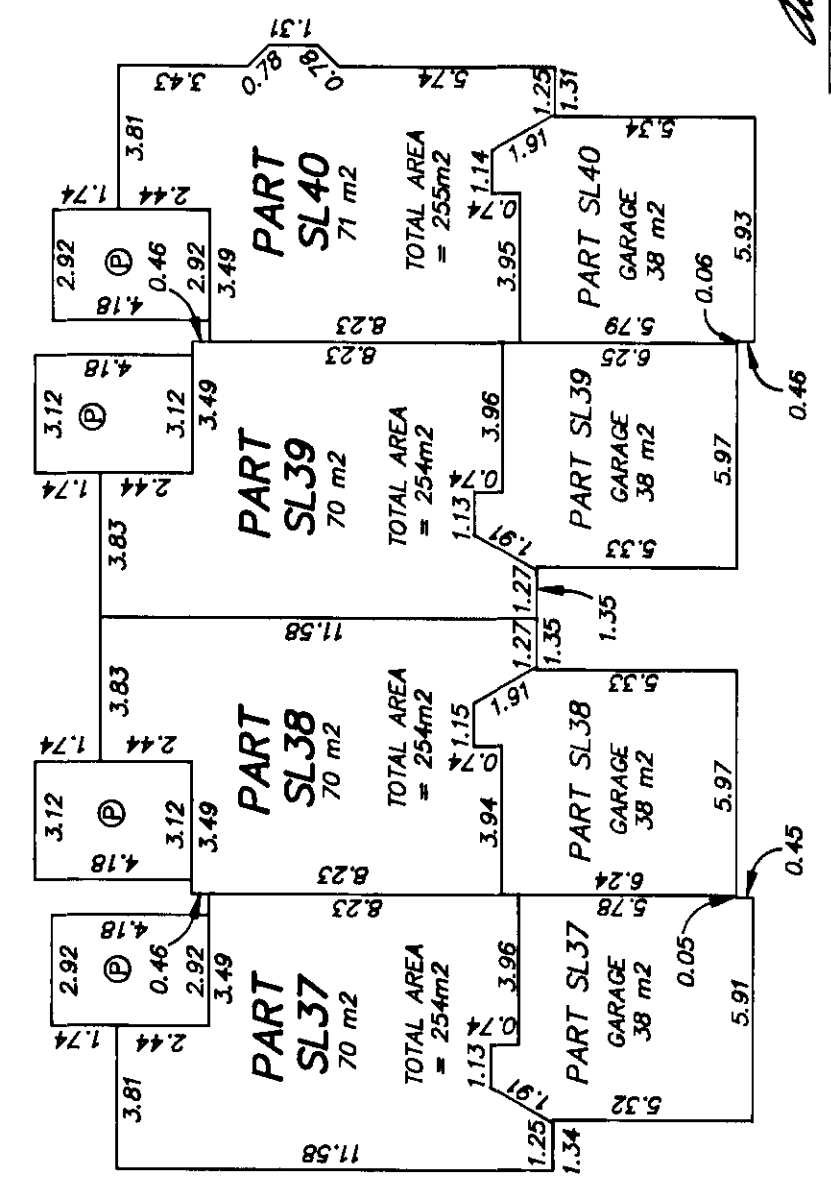 1.31
3.43
0.78
0.78
5.74
3.81
1.74
2.44
2.92
P
4.18
0.46
2.92
3.49
PART
SL40
71 m2
TOTAL AREA
= 255m2
1.25
1.31
1.91
1.14
0.74
3.95
8.23
5.34
PART SL40
GARAGE
38 m2
5.79
5.93
0.06
0.46
3.12
P
4.18
3.12
3.49
1.74
2.44
3.83
8.23
PART
SL39
70 m2
TOTAL AREA
= 254m2
3.96
0.74
1.13
1.91
1.27
1.35
6.25
PART SL39
GARAGE
38 m2
5.33
5.97
11.58
3.83
1.74
2.44
3.12
P
4.18
3.12
3.49
PART
SL38
70 m2
TOTAL AREA
= 254m2
1.27
1.35
1.91
1.15
0.74
3.94
8.23
5.33
PART SL38
GARAGE
38 m2
6.24
5.97
0.05
0.45
2.92
P
4.18
0.46
2.92
3.49
1.74
2.44
3.81
8.23
PART
SL37
70 m2
TOTAL AREA
= 254m2
3.96
0.74
1.13
1.91
1.25
1.34
11.58
5.78
PART SL37
GARAGE
38 m2
5.32
5.91